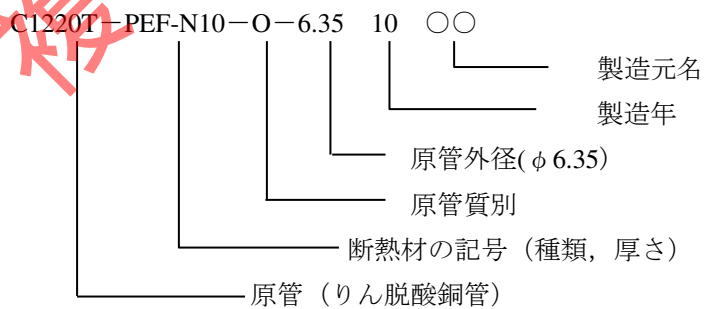 C1220T－PEF-N10－O－6.35 10 ○○
製造元名
製造年
原管外径(φ6.35)
原管質別
断熱材の記号（種類，厚さ）
原管（りん脱酸銅管）
複